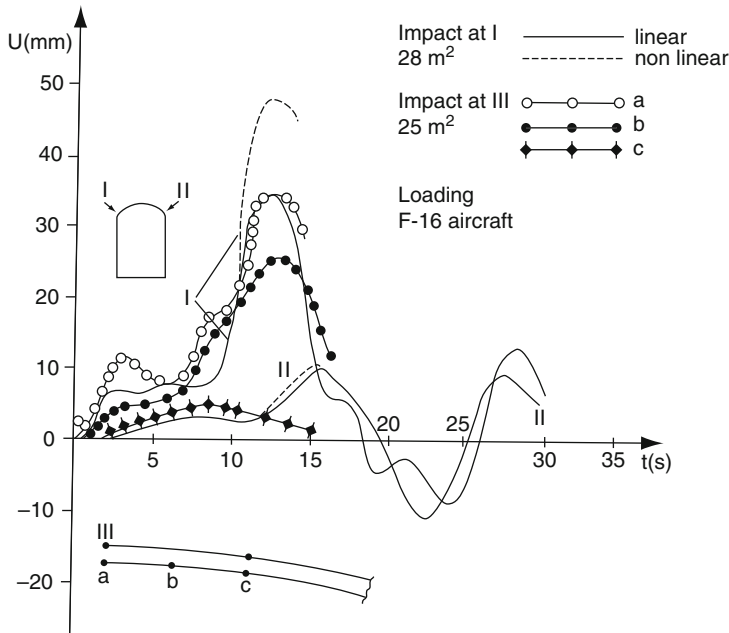 U(mm)
50
40
30
20
10
0
−10
−20
Impact at I
28 m²
linear
non linear
Impact at III
25 m²
a
b
c
Loading
F-16 aircraft
I
II
I
II
II
5
10
15
20
25
30
35
t(s)
III
a
b
c